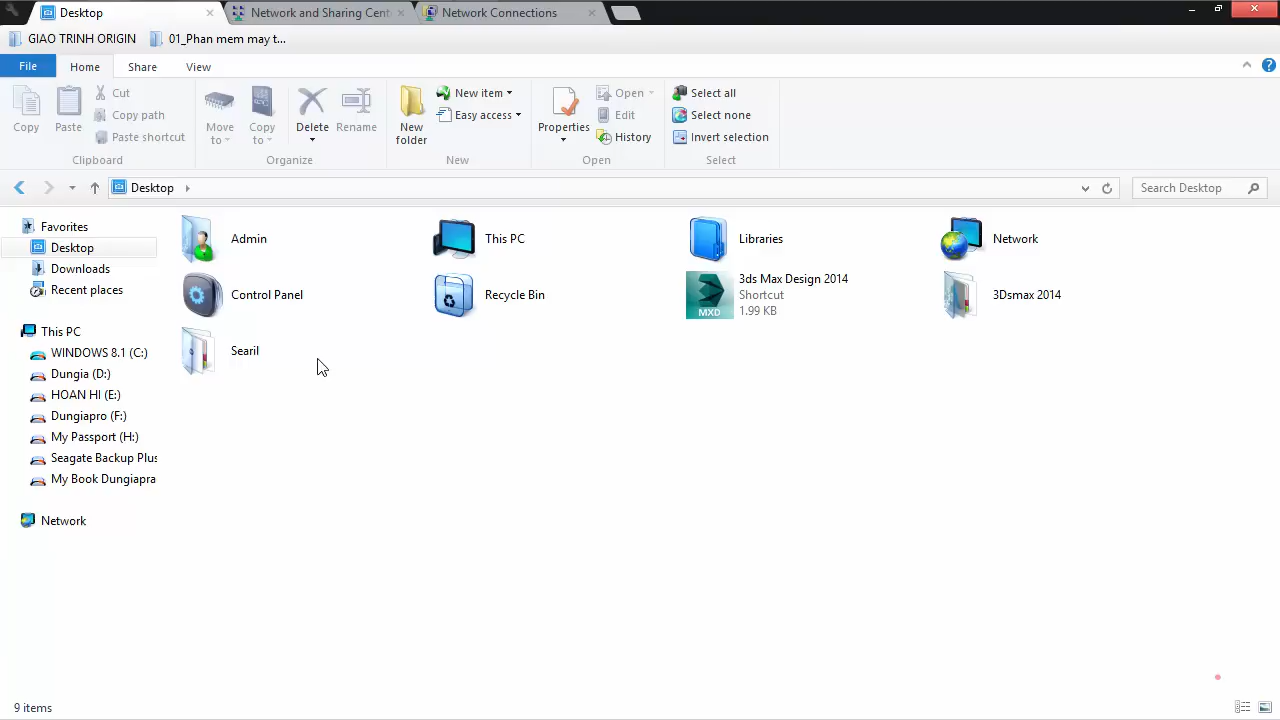 Desktop
Network and Sharing Cent
Network Connections
GIAO TRINH ORIGIN
01_Phan mem may t...
File
Home
Share
View
Copy
Paste
Cut
Copy path
Paste shortcut
Clipboard
Move to
Copy to
Delete
Rename
Organize
New folder
New item
Easy access
New
Properties
Open
Edit
History
Open
Select all
Select none
Invert selection
Select
Desktop
Search Desktop
Favorites
Desktop
Downloads
Recent places
This PC
WINDOWS 8.1 (C:)
Dungia (D:)
HOAN HI (E:)
Dungiapro (F:)
My Passport (H:)
Seagate Backup Plus
My Book Dungiapra
Network
Admin
This PC
Libraries
Network
Control Panel
Recycle Bin
3ds Max Design 2014
Shortcut
1.99 KB
MXD
3Dsmax 2014
Searil
9 items